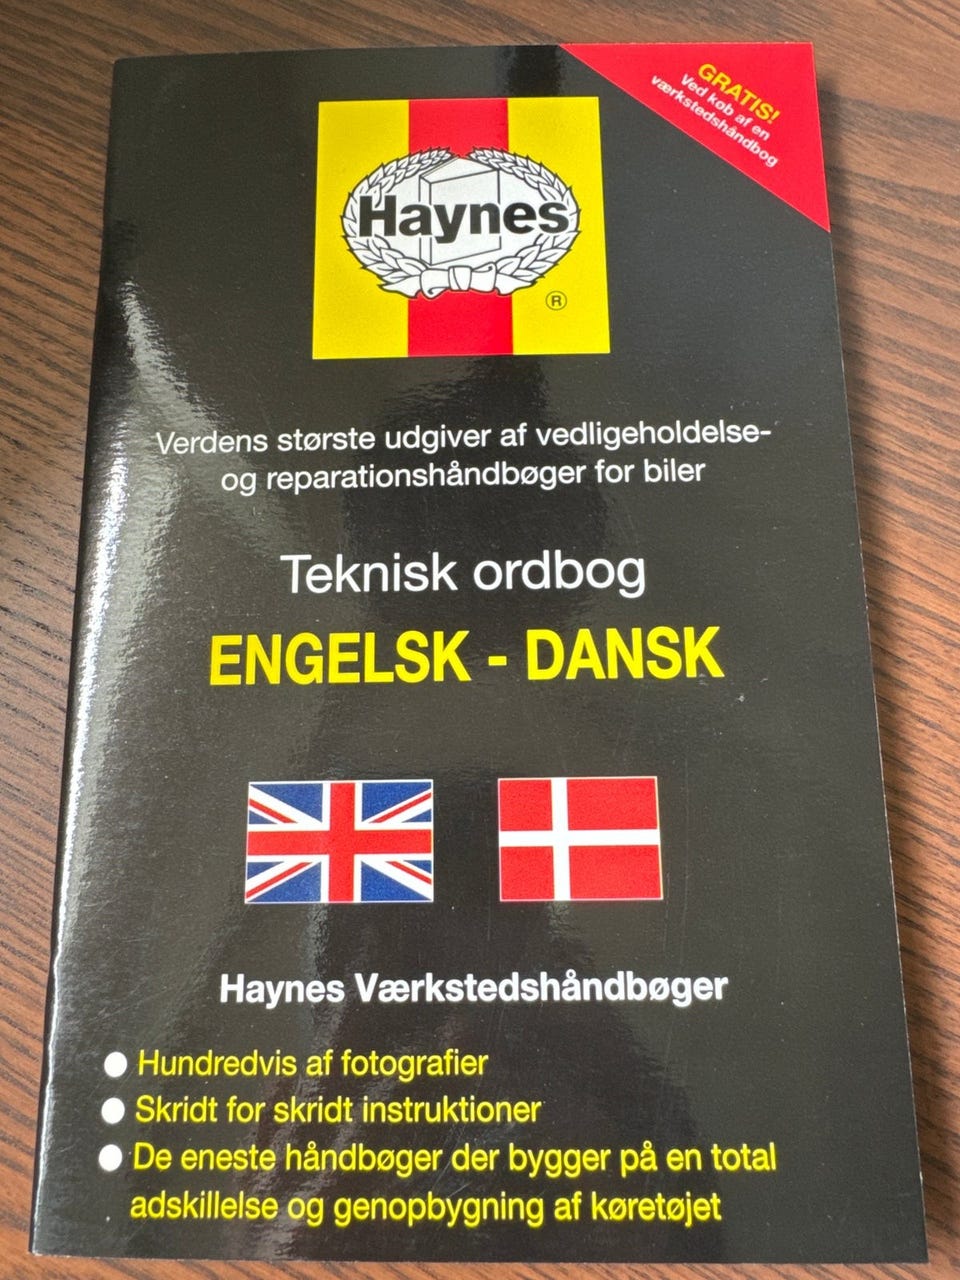 GRATIS!
Ved køb af en
værkstedshåndbog
Haynes
®
Verdens største udgiver af vedligeholdelse-
og reparationshåndbøger for biler
Teknisk ordbog
ENGELSK - DANSK
Haynes Værkstedshåndbøger
● Hundredvis af fotografier
● Skridt for skridt instruktioner
● De eneste håndbøger der bygger på en total
adskillelse og genopbygning af køretøjet